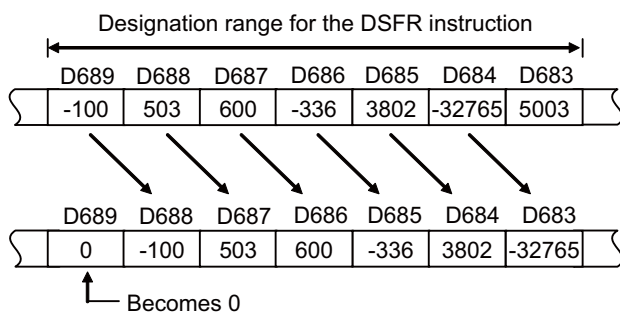 Designation range for the DSFR instruction
D689 D688 D687 D686 D685 D684 D683
-100 503 600 -336 3802 -32765 5003
D689 D688 D687 D686 D685 D684 D683
0 -100 503 600 -336 3802 -32765
Becomes 0